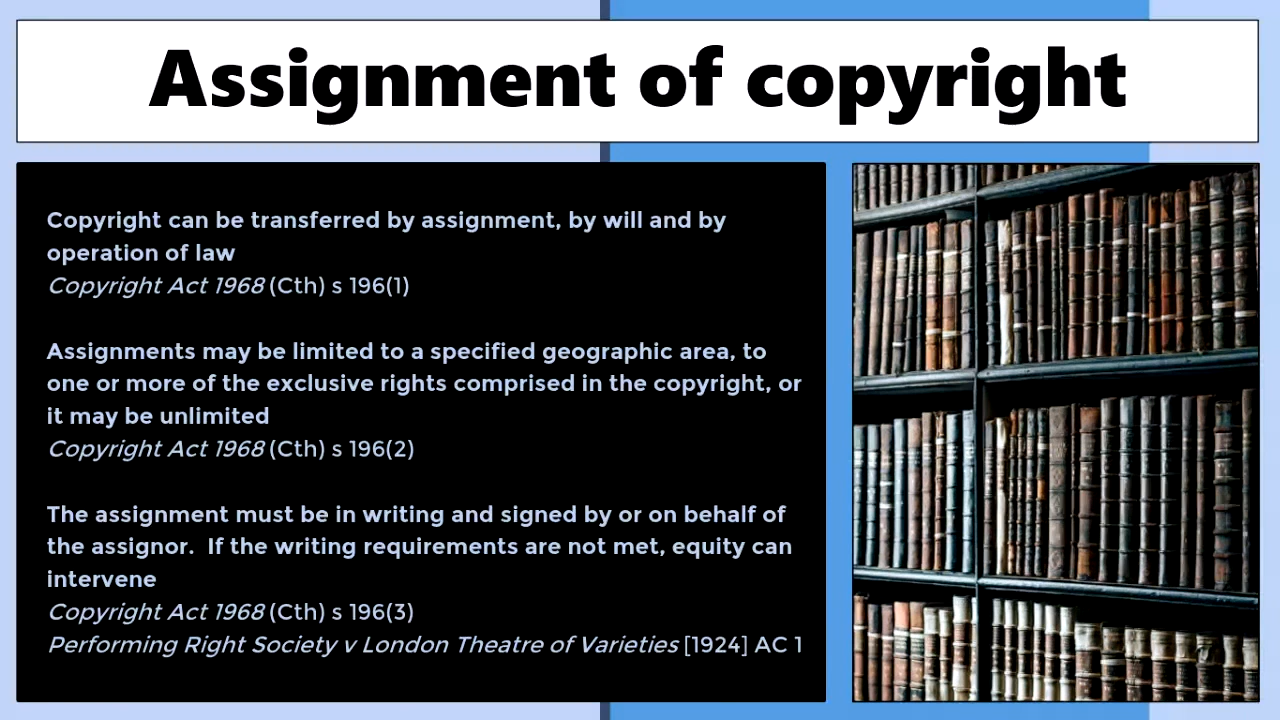 Assignment of copyright
Copyright can be transferred by assignment, by will and by
operation of law
Copyright Act 1968 (Cth) s 196(1)
Assignments may be limited to a specified geographic area, to
one or more of the exclusive rights comprised in the copyright, or
it may be unlimited
Copyright Act 1968 (Cth) s 196(2)
The assignment must be in writing and signed by or on behalf of
the assignor.  If the writing requirements are not met, equity can
intervene
Copyright Act 1968 (Cth) s 196(3)
Performing Right Society v London Theatre of Varieties [1924] AC 1